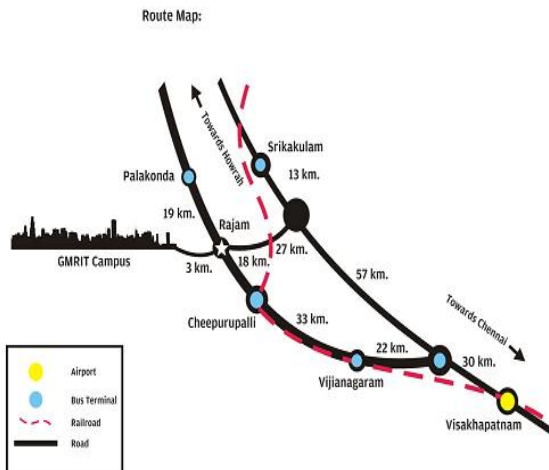 Route Map:
Towards Howrah
Srikakulam
13 km.
Palakonda
19 km.
Rajam
GMRIT Campus
3 km.
18 km.
27 km.
57 km.
Cheepurupalli
33 km.
22 km.
Towards Chennai
30 km.
Vijianagaram
Visakhapatnam
Airport
Bus Terminal
Railroad
Road